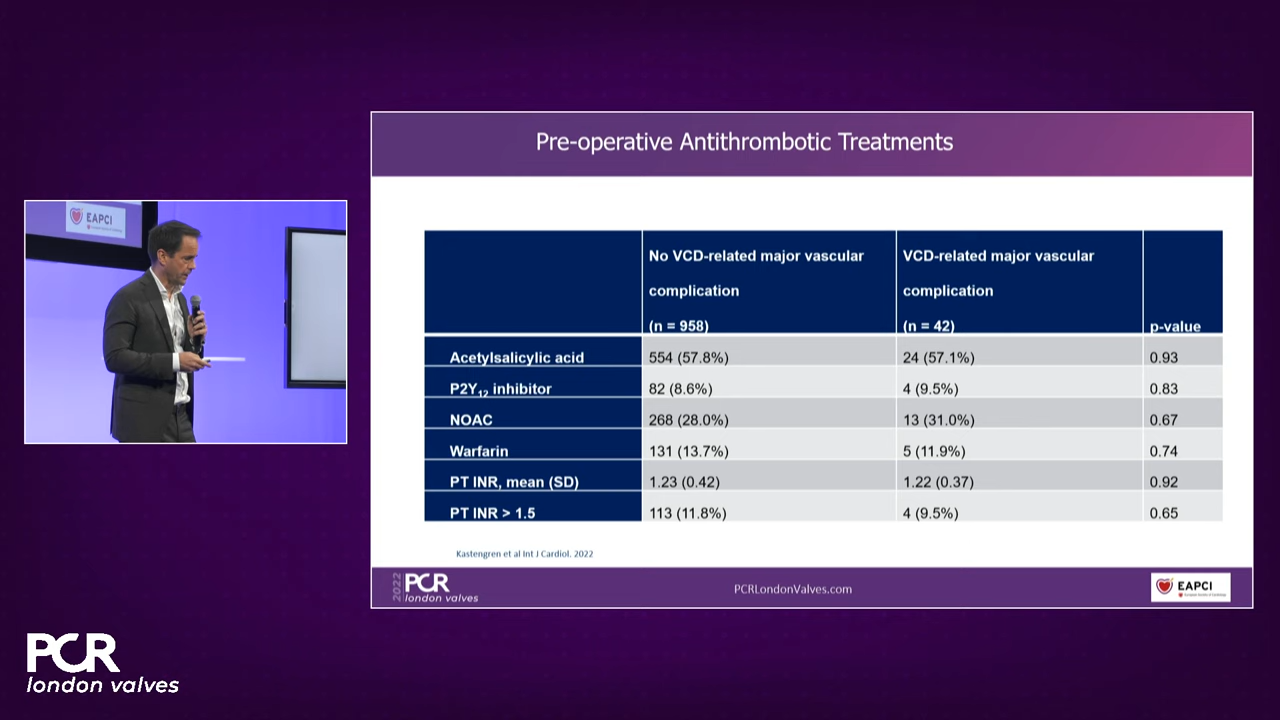 EAPCI
Pre-operative Antithrombotic Treatments
No VCD-related major vascular complication (n = 958)
VCD-related major vascular complication (n = 42)
p-value
Acetylsalicylic acid 554 (57.8%) 24 (57.1%) 0.93
P2Y12 inhibitor 82 (8.6%) 4 (9.5%) 0.83
NOAC 268 (28.0%) 13 (31.0%) 0.67
Warfarin 131 (13.7%) 5 (11.9%) 0.74
PT INR, mean (SD) 1.23 (0.42) 1.22 (0.37) 0.92
PT INR > 1.5 113 (11.8%) 4 (9.5%) 0.65
Kastengren et al Int J Cardiol. 2022
2022 PCR
london valves
PCRLondonValves.com
EAPCI
PCR
london valves